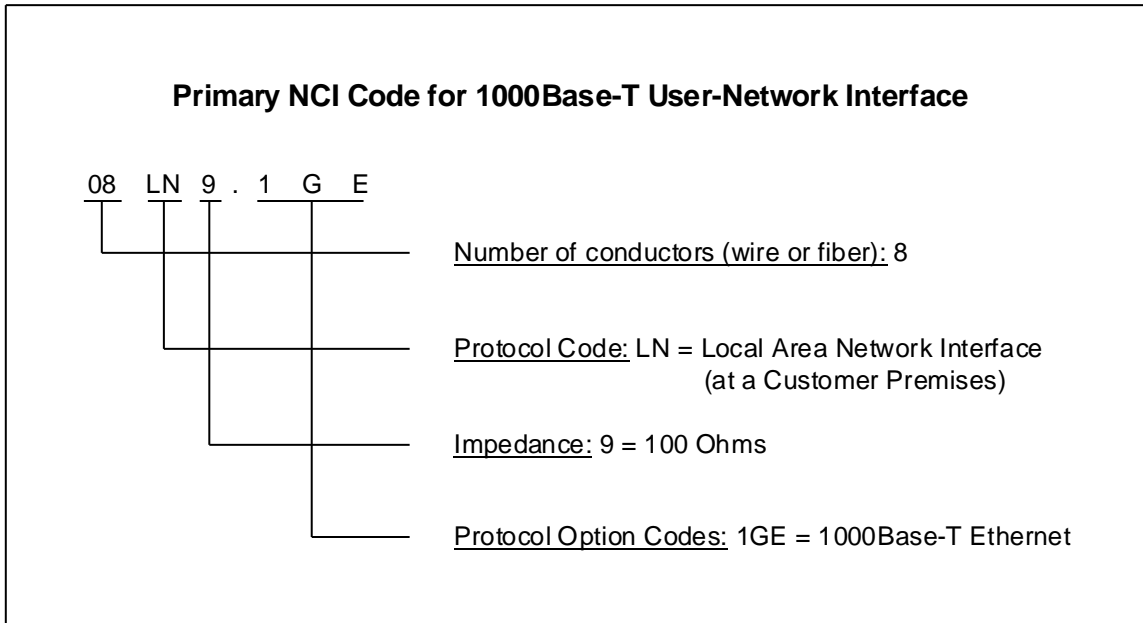 Primary NCI Code for 1000Base-T User-Network Interface
08 LN 9 . 1 G E
Number of conductors (wire or fiber): 8
Protocol Code: LN = Local Area Network Interface
(at a Customer Premises)
Impedance: 9 = 100 Ohms
Protocol Option Codes: 1GE = 1000Base-T Ethernet